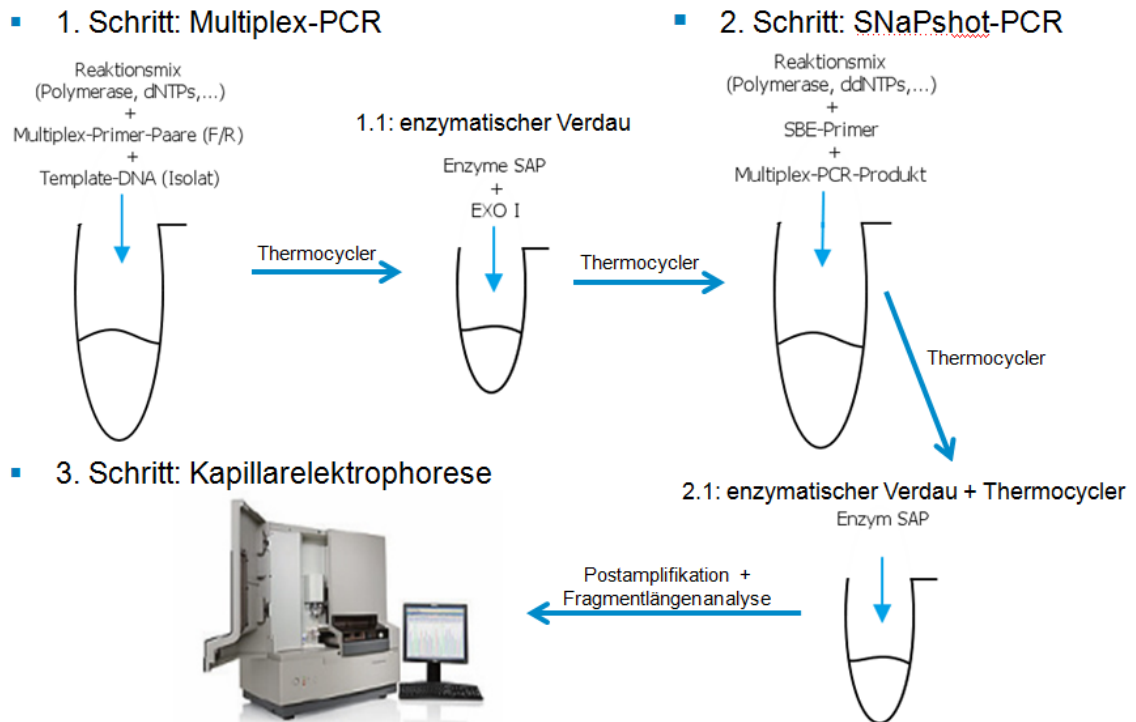 1. Schritt: Multiplex-PCR
Reaktionsmix
(Polymerase, dNTPs,...)
+
Multiplex-Primer-Paare (F/R)
+
Template-DNA (Isolat)
Thermocycler
1.1: enzymatischer Verdau
Enzyme SAP
+
EXO I
Thermocycler
2. Schritt: SNaPshot-PCR
Reaktionsmix
(Polymerase, ddNTPs,...)
+
SBE-Primer
+
Multiplex-PCR-Produkt
Thermocycler
2.1: enzymatischer Verdau + Thermocycler
Enzym SAP
Postamplifikation +
Fragmentlängenanalyse
3. Schritt: Kapillarelektrophorese